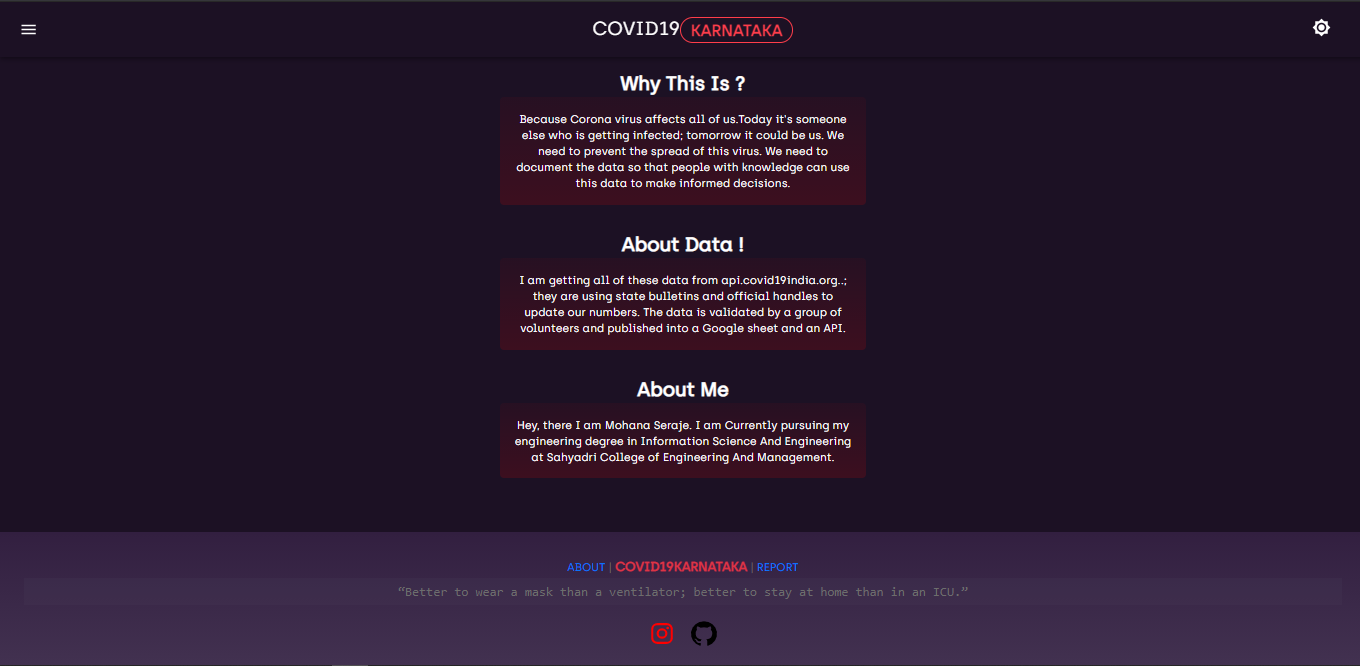 COVID19 KARNATAKA
Why This Is ?
Because Corona virus affects all of us.Today it's someone
else who is getting infected; tomorrow it could be us. We
need to prevent the spread of this virus. We need to
document the data so that people with knowledge can use
this data to make informed decisions.
About Data !
I am getting all of these data from api.covid19india.org..;
they are using state bulletins and official handles to
update our numbers. The data is validated by a group of
volunteers and published into a Google sheet and an API.
About Me
Hey, there I am Mohana Seraje. I am Currently pursuing my
engineering degree in Information Science And Engineering
at Sahyadri College of Engineering And Management.
ABOUT | COVID19KARNATAKA | REPORT
“Better to wear a mask than a ventilator; better to stay at home than in an ICU.”